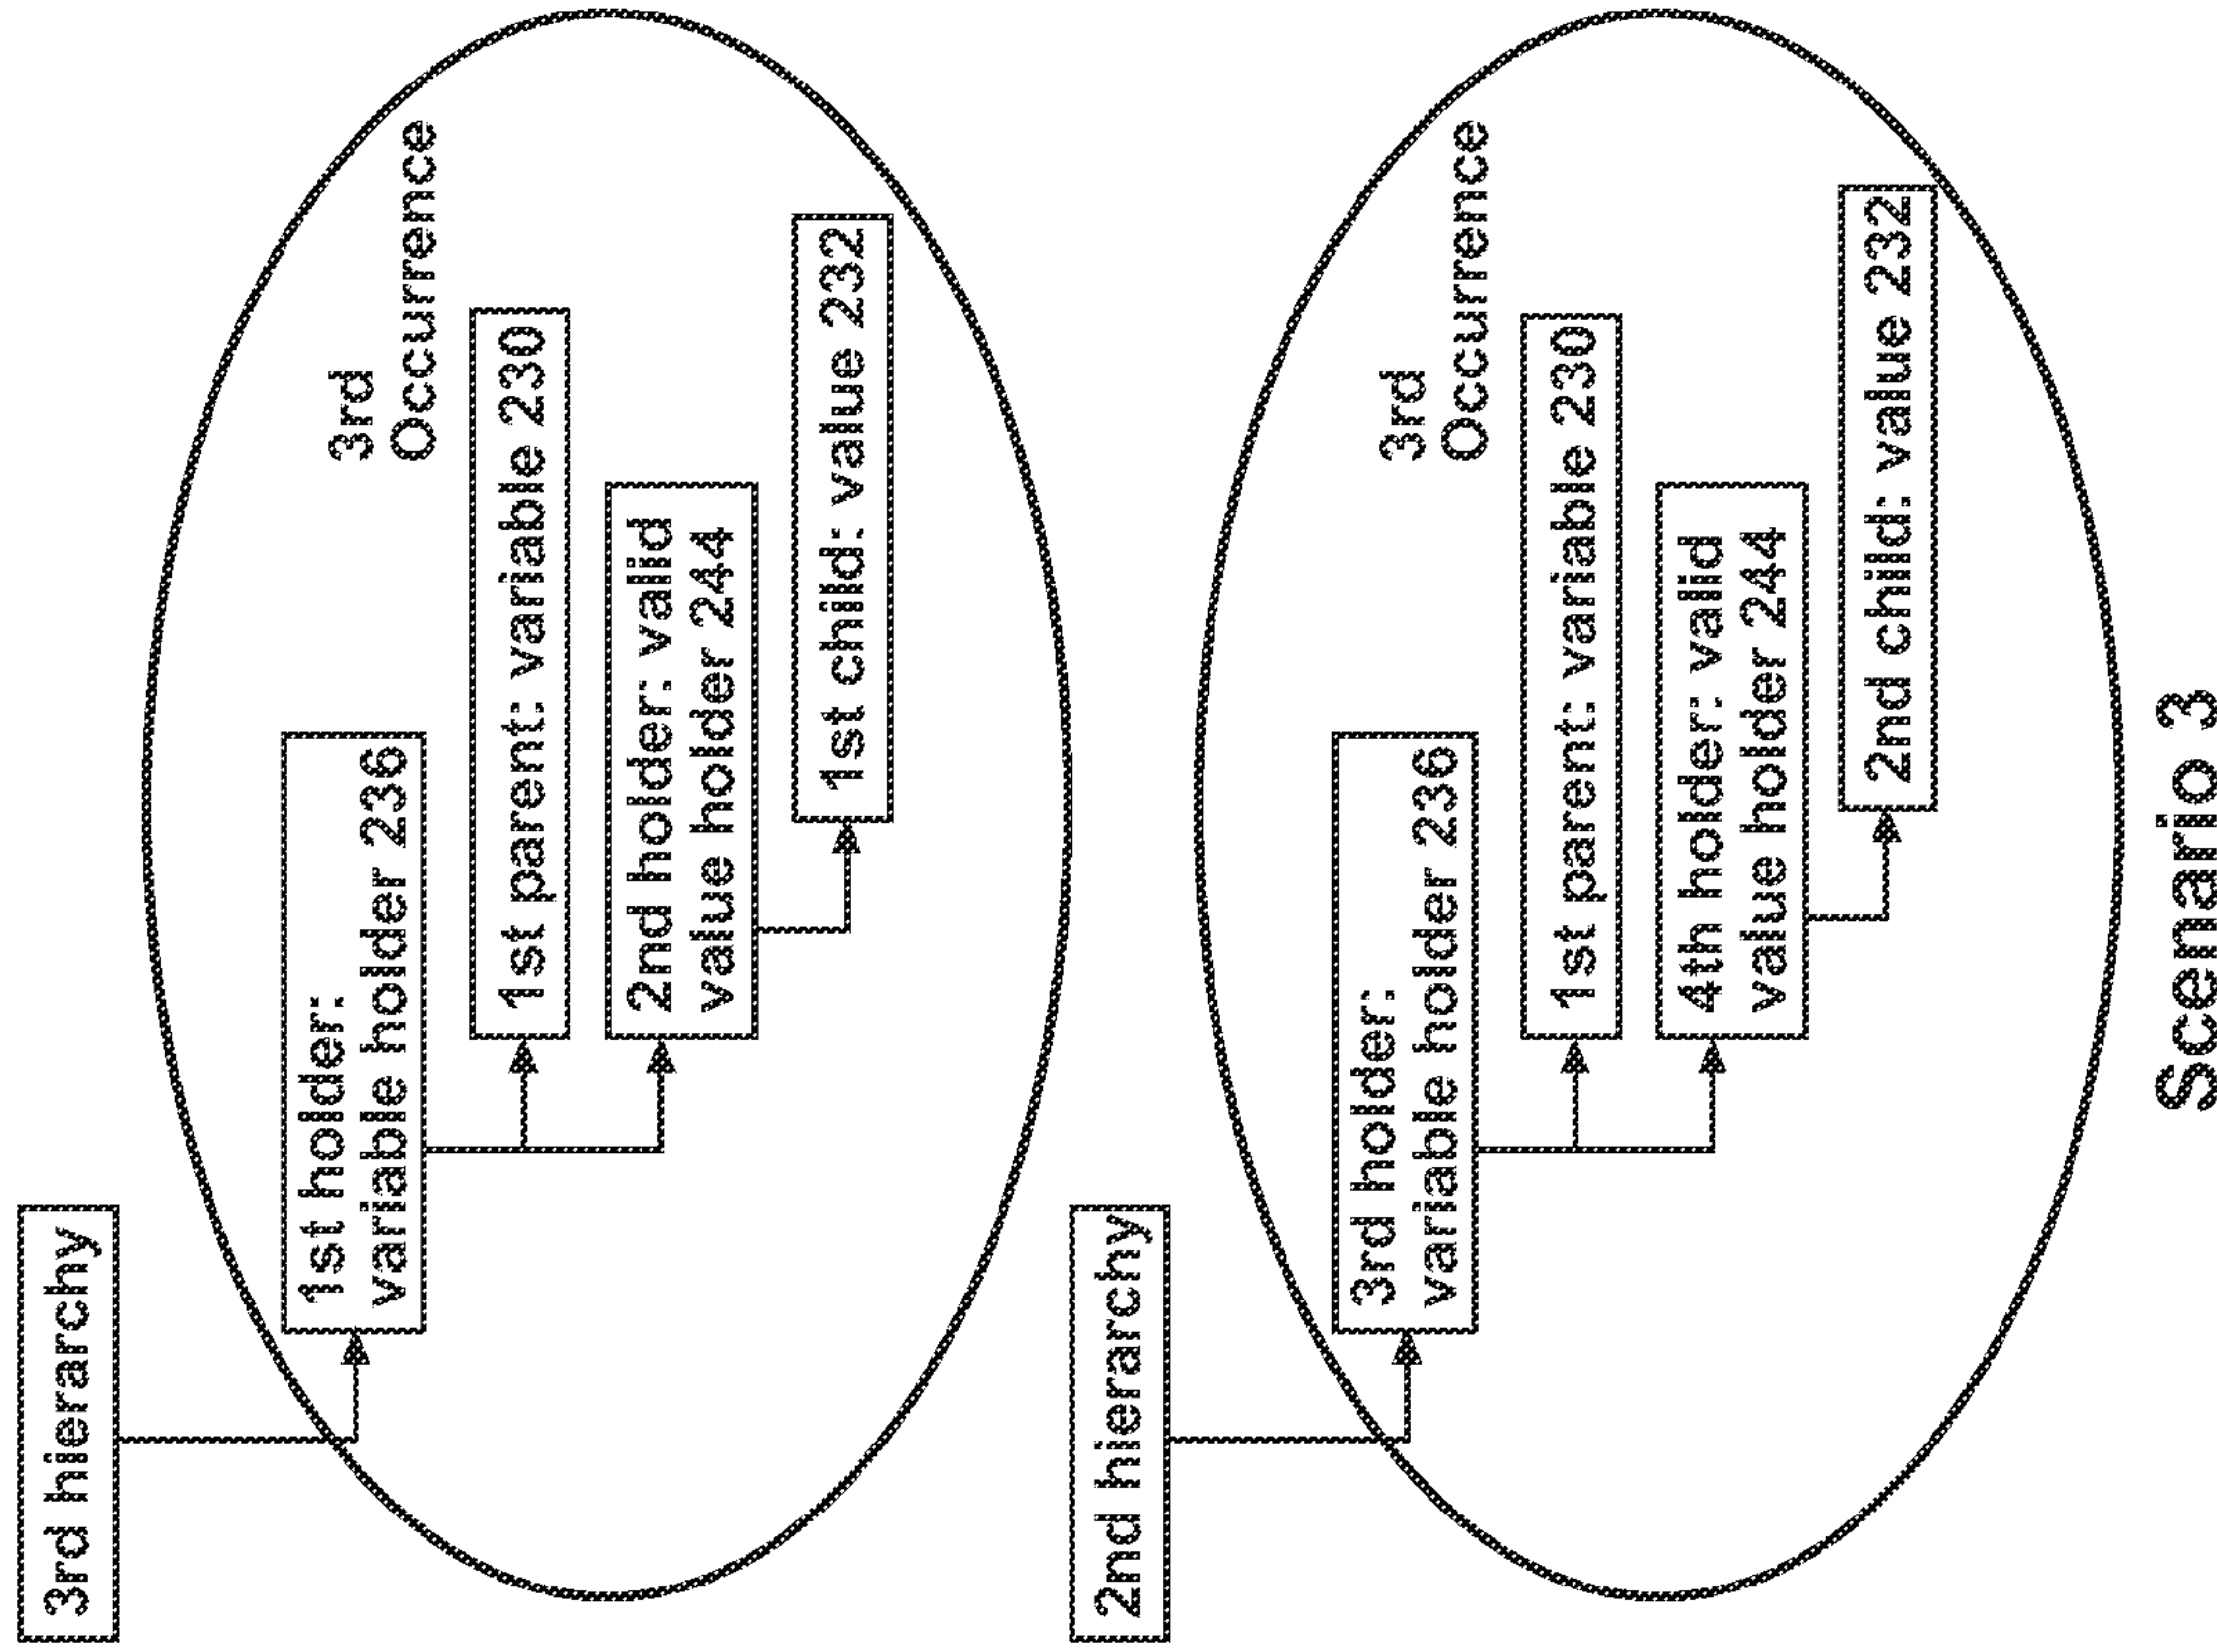 3rd hierarchy
1st holder:
variable holder 236
3rd
Occurrence
1st parent: variable 230
2nd holder: valid
value holder 244
1st child: value 232
2nd hierarchy
3rd holder:
variable holder 236
3rd
Occurrence
1st parent: variable 230
4th holder: valid
value holder 244
2nd child: value 232
Scenario 3